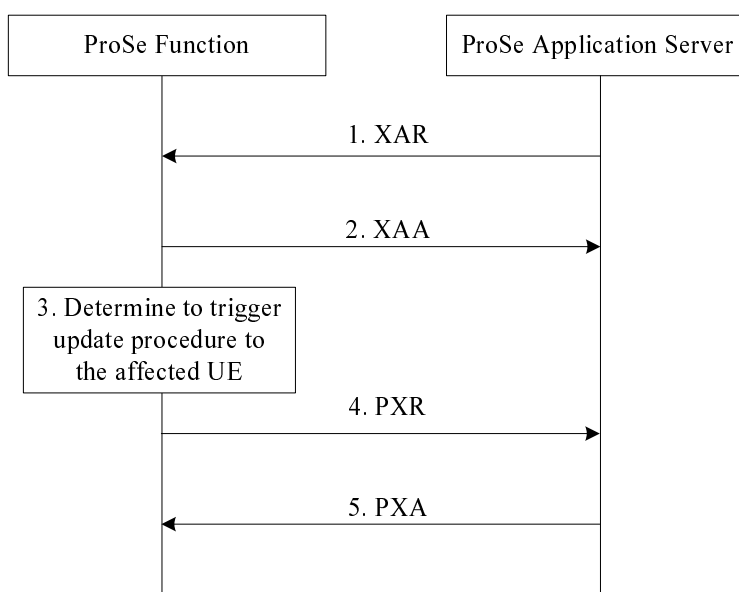 ProSe Function
ProSe Application Server
1. XAR
2. XAA
3. Determine to trigger
update procedure to
the affected UE
4. PXR
5. PXA